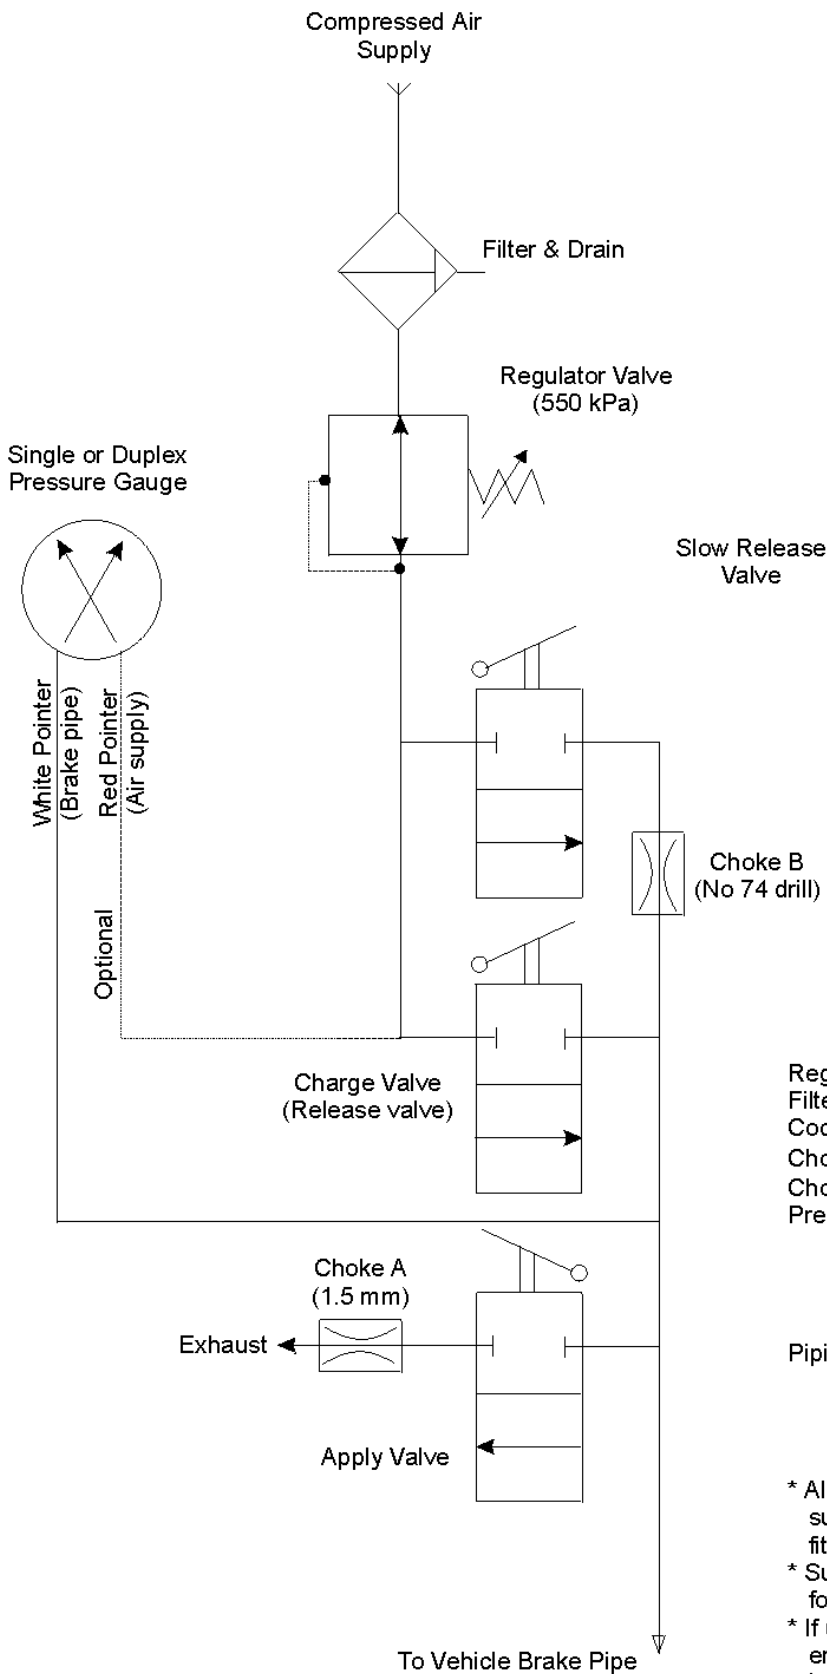 Compressed Air
Supply
Filter & Drain
Regulator Valve
(550 kPa)
Single or Duplex
Pressure Gauge
Slow Release
Valve
White Pointer
(Brake pipe)
Red Pointer
(Air supply)
Optional
Choke B
(No 74 drill)
Charge Valve
(Release valve)
Choke A
(1.5 mm)
Exhaust
Apply Valve
To Vehicle Brake Pipe
* If